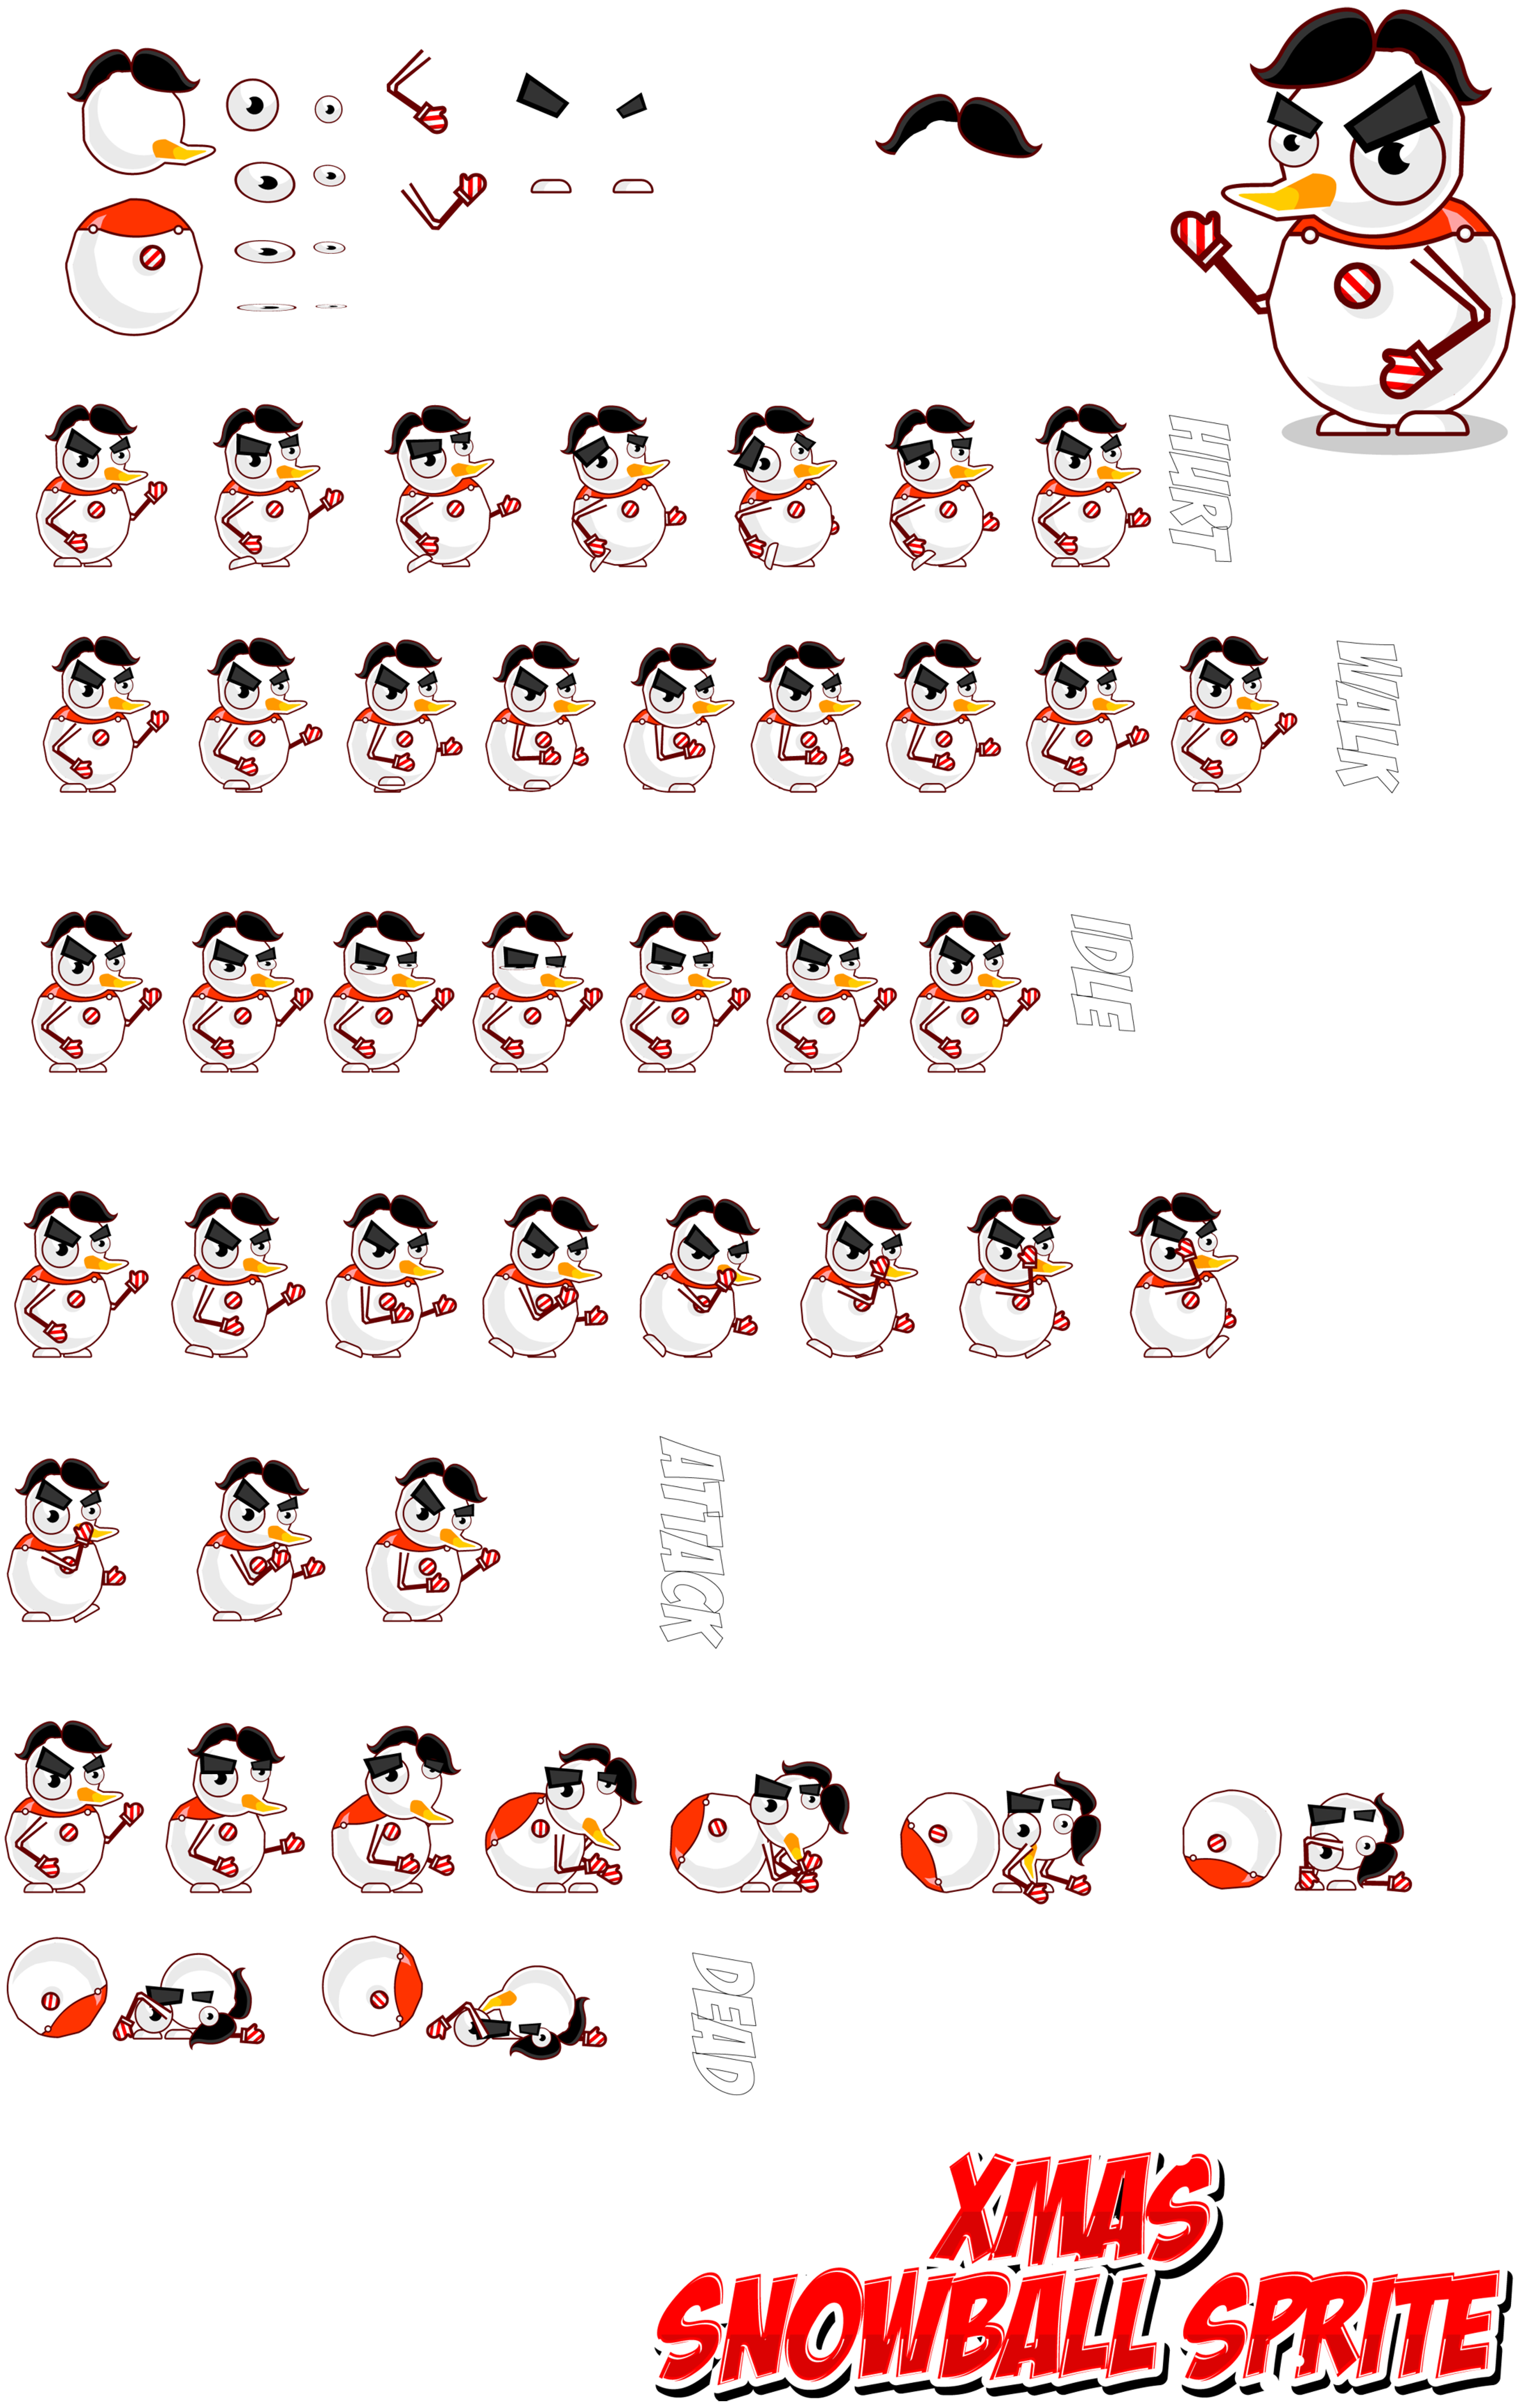 HURT
WALK
IDLE
ATTACK
DEAD
XMAS
SNOWBALL SPRITE